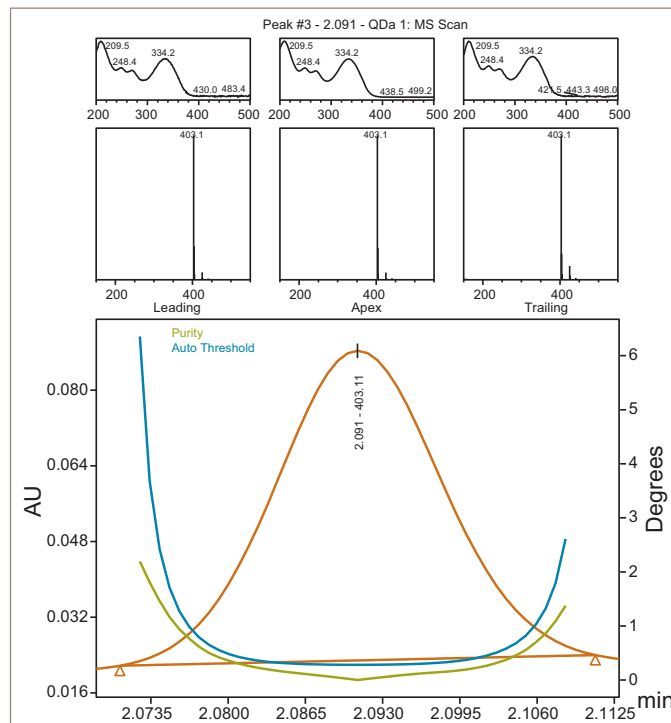 Peak #3 - 2.091 - QDa 1: MS Scan
209.5 248.4 334.2 430.0 483.4
209.5 248.4 334.2 438.5 499.2
209.5 248.4 334.2 421.5 443.3 498.0
200 300 400 500
200 300 400 500
200 300 400 500
403.1 403.1 403.1
200 400
200 400
200 400
Leading Apex Trailing
Purity
Auto Threshold
2.091 - 403.11
AU
0.080
0.064
0.048
0.032
0.016
Degrees
6
5
4
3
2
1
0
2.0735 2.0800 2.0865 2.0930 2.0995 2.1060 2.1125 min